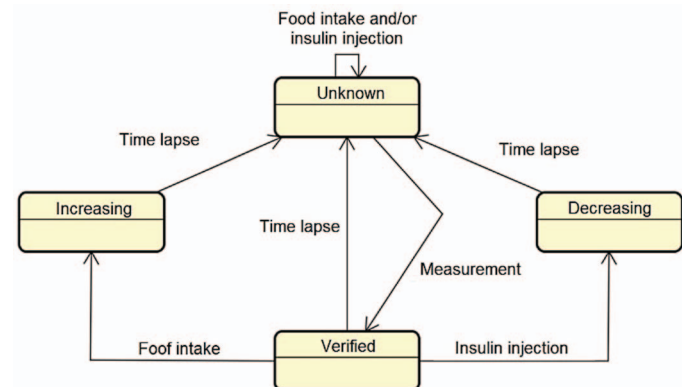 Food intake and/or
insulin injection
Unknown
Time lapse
Time lapse
Increasing
Decreasing
Time lapse
Measurement
Foof intake
Verified
Insulin injection